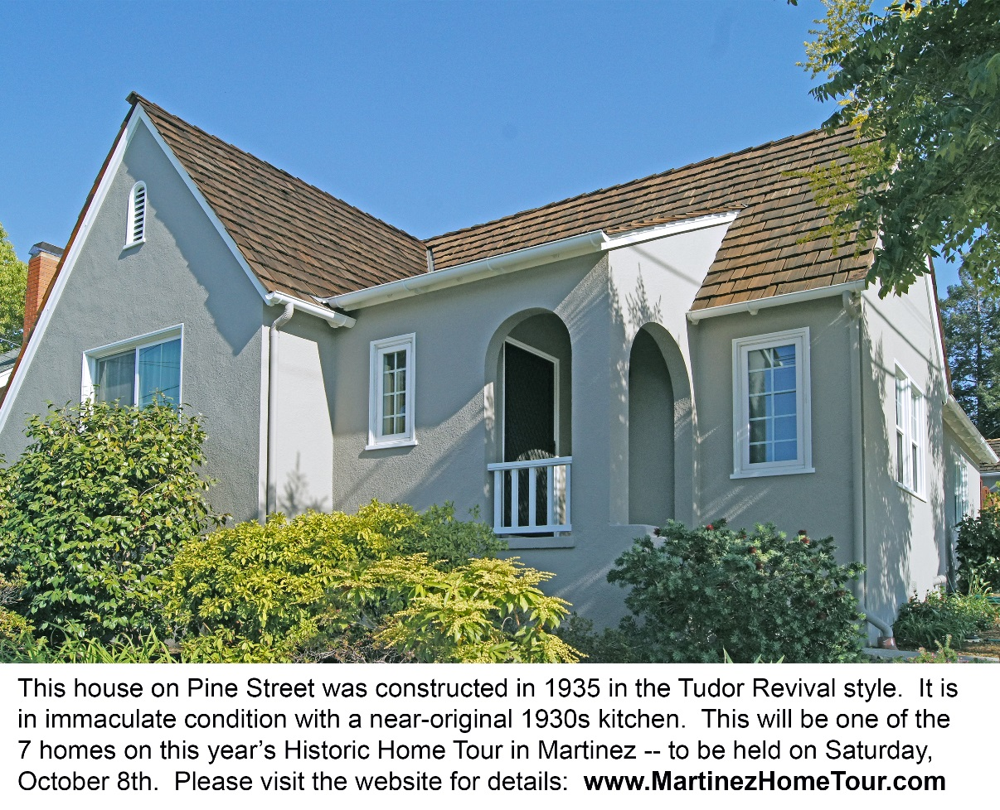 This house on Pine Street was constructed in 1935 in the Tudor Revival style.  It is
in immaculate condition with a near-original 1930s kitchen.  This will be one of the
7 homes on this year’s Historic Home Tour in Martinez -- to be held on Saturday,
October 8th.  Please visit the website for details:  www.MartinezHomeTour.com